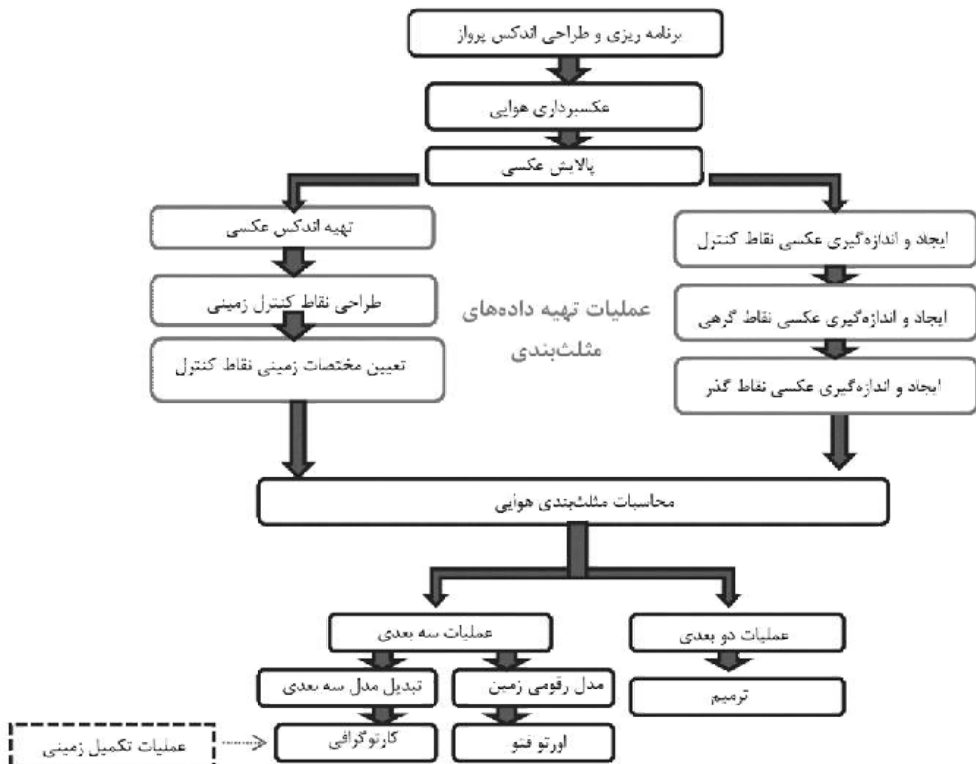 برنامه ریزی و طراحی اندکس پرواز
عکسبرداری هوایی
پالایش عکسی
ایجاد و اندازه‌گیری عکسی نقاط کنترل
ایجاد و اندازه‌گیری عکسی نقاط گرهی
ایجاد و اندازه‌گیری عکسی نقاط گذر
عملیات تهیه داده‌های
مثلث‌بندی
تهیه اندکس عکسی
طراحی نقاط کنترل زمینی
تعیین مختصات زمینی نقاط کنترل
محاسبات مثلث‌بندی هوایی
عملیات دو بعدی
ترمیم
عملیات سه بعدی
مدل رقومی زمین
اورتو فتو
تبدیل مدل سه بعدی
کارتوگرافی
عملیات تکمیل زمینی